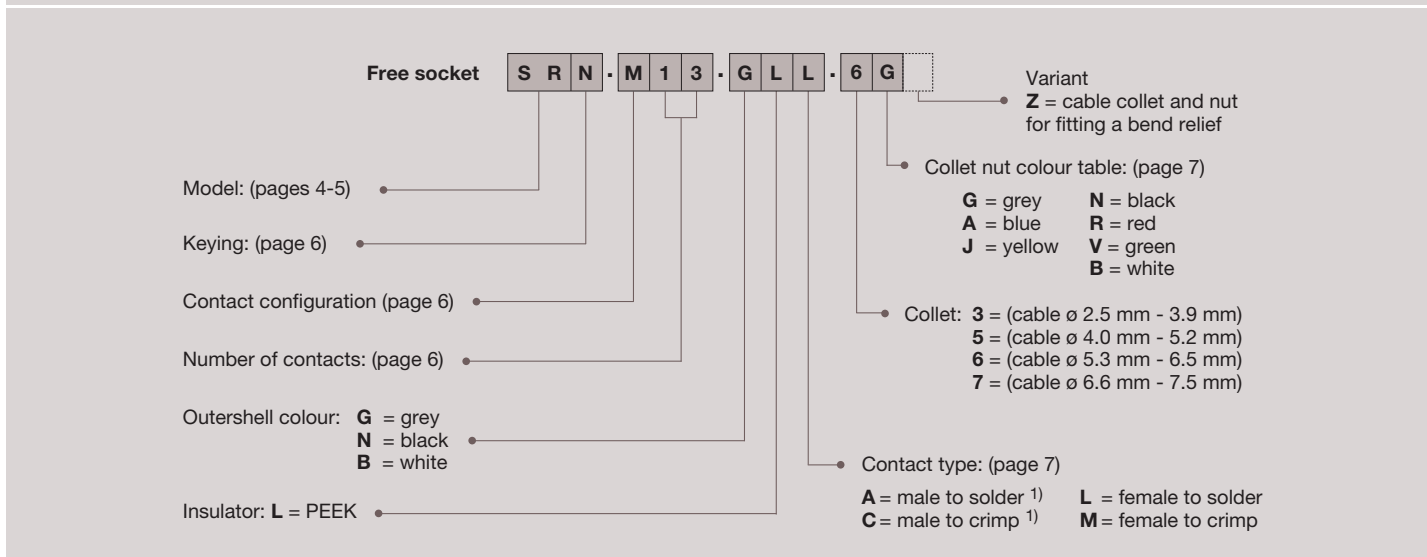 Free socket S R N . M 1 3 . G L L . 6 G
Variant
Z = cable collet and nut
for fitting a bend relief
Collet nut colour table: (page 7)
G = grey N = black
A = blue R = red
J = yellow V = green
B = white
Model: (pages 4-5)
Keying: (page 6)
Contact configuration (page 6)
Collet: 3 = (cable ø 2.5 mm - 3.9 mm)
5 = (cable ø 4.0 mm - 5.2 mm)
6 = (cable ø 5.3 mm - 6.5 mm)
7 = (cable ø 6.6 mm - 7.5 mm)
Number of contacts: (page 6)
Outershell colour: G = grey
N = black
B = white
Contact type: (page 7)
A = male to solder 1) L = female to solder
C = male to crimp 1) M = female to crimp
Insulator: L = PEEK